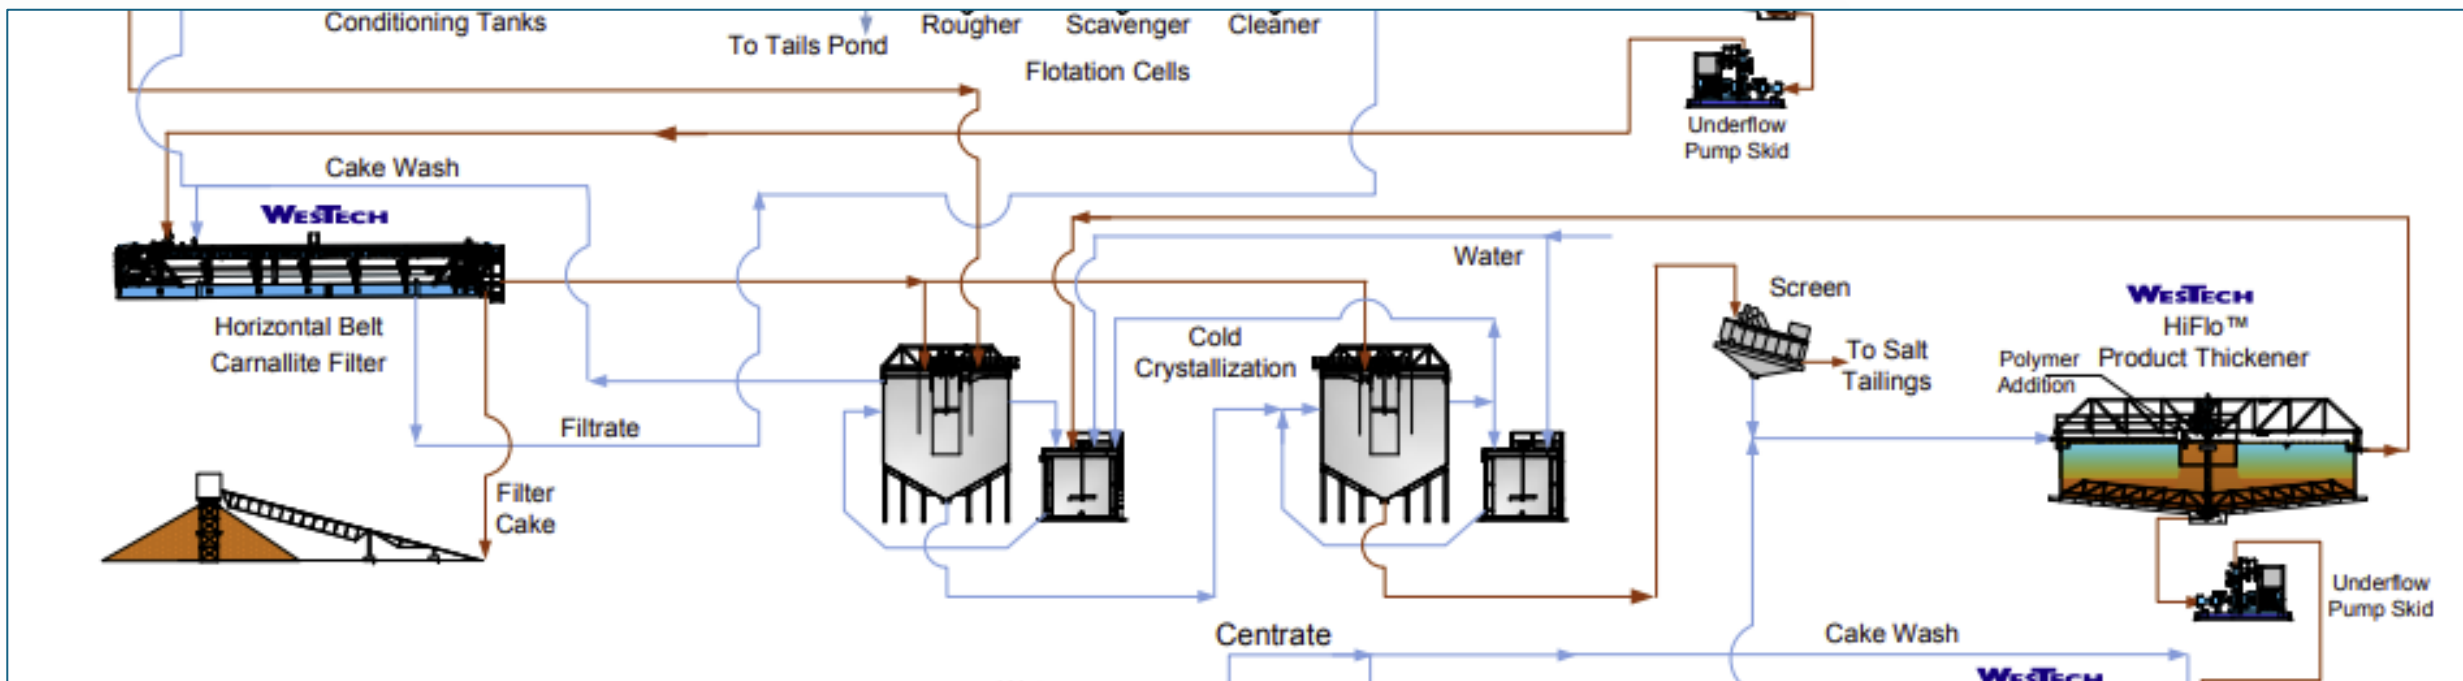 Conditioning Tanks
To Tails Pond
Rougher
Scavenger
Cleaner
Flotation Cells
Underflow
Pump Skid
Cake Wash
WESTECH
Horizontal Belt
Carnallite Filter
Filtrate
Filter
Cake
Water
Cold
Crystallization
Screen
To Salt
Tailings
WESTECH
HiFlo™
Product Thickener
Polymer
Addition
Underflow
Pump Skid
Centrate
Cake Wash
WESTECH